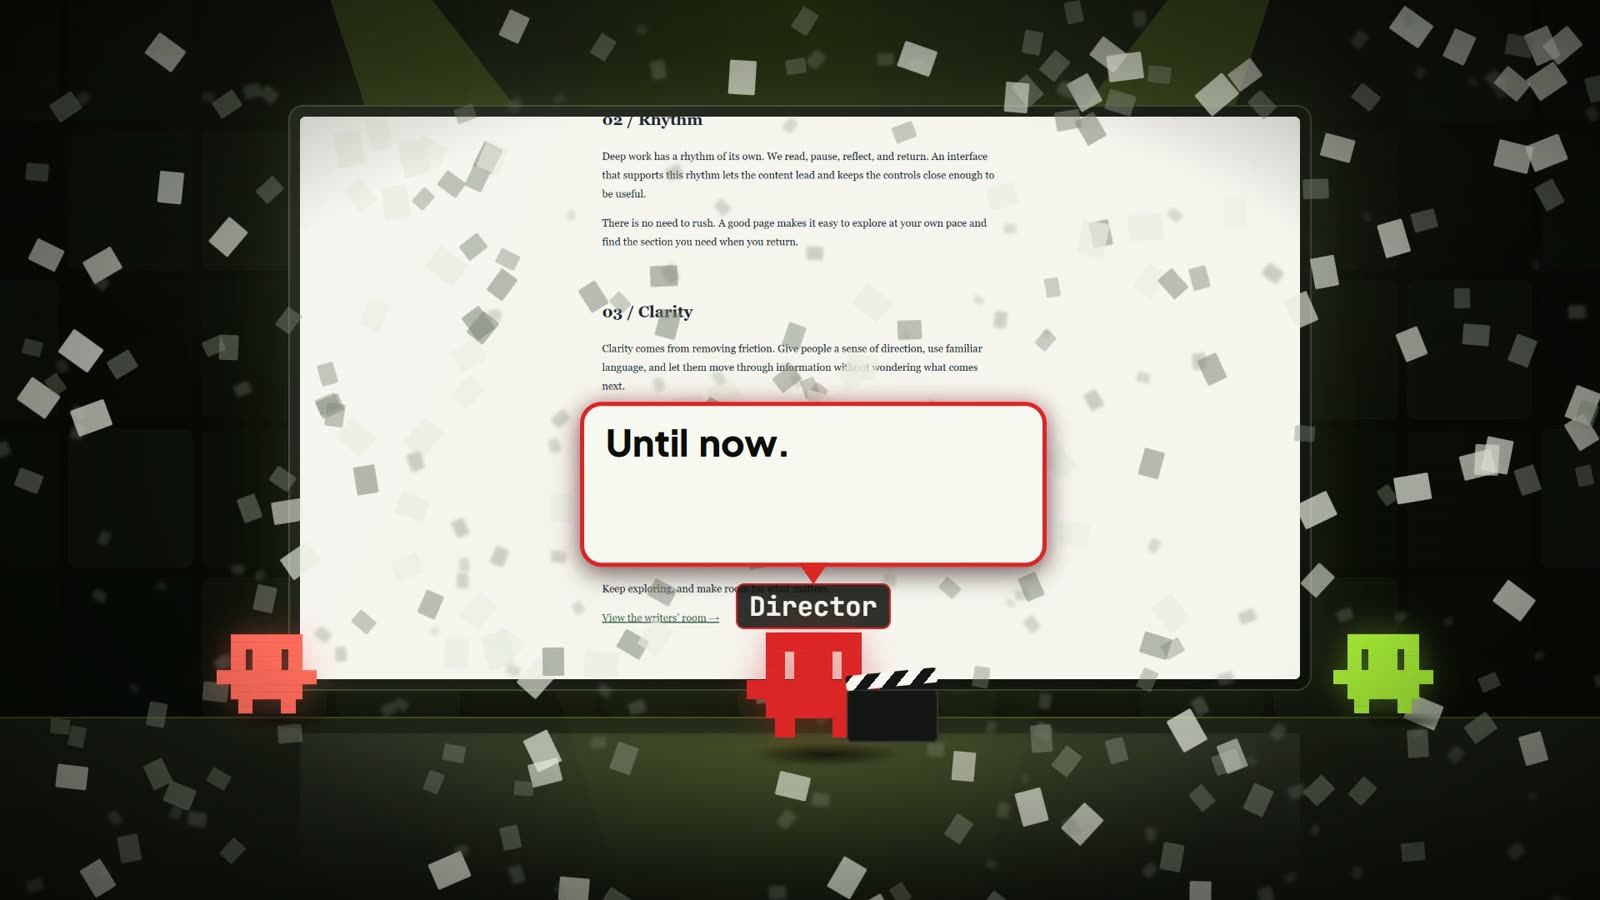 02 / Rhythm
Deep work has a rhythm of its own. We read, pause, reflect, and return. An interface
that supports this rhythm lets the content lead and keeps the controls close enough to
be useful.
There is no need to rush. A good page makes it easy to explore at your own pace and
find the section you need when you return.
03 / Clarity
Clarity comes from removing friction. Give people a sense of direction, use familiar
language, and let them move through information without wondering what comes
next.
Until now.
Keep exploring, and make room for what matters.
Director
View the writers' room →